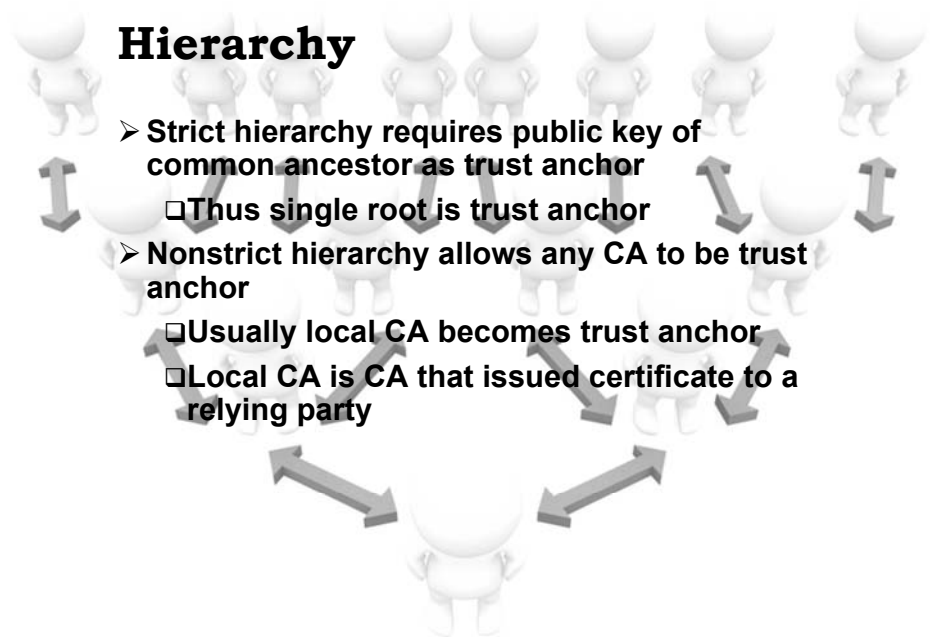 Hierarchy
➢ Strict hierarchy requires public key of
common ancestor as trust anchor
❑Thus single root is trust anchor
➢ Nonstrict hierarchy allows any CA to be trust
anchor
❑Usually local CA becomes trust anchor
❑Local CA is CA that issued certificate to a
relying party